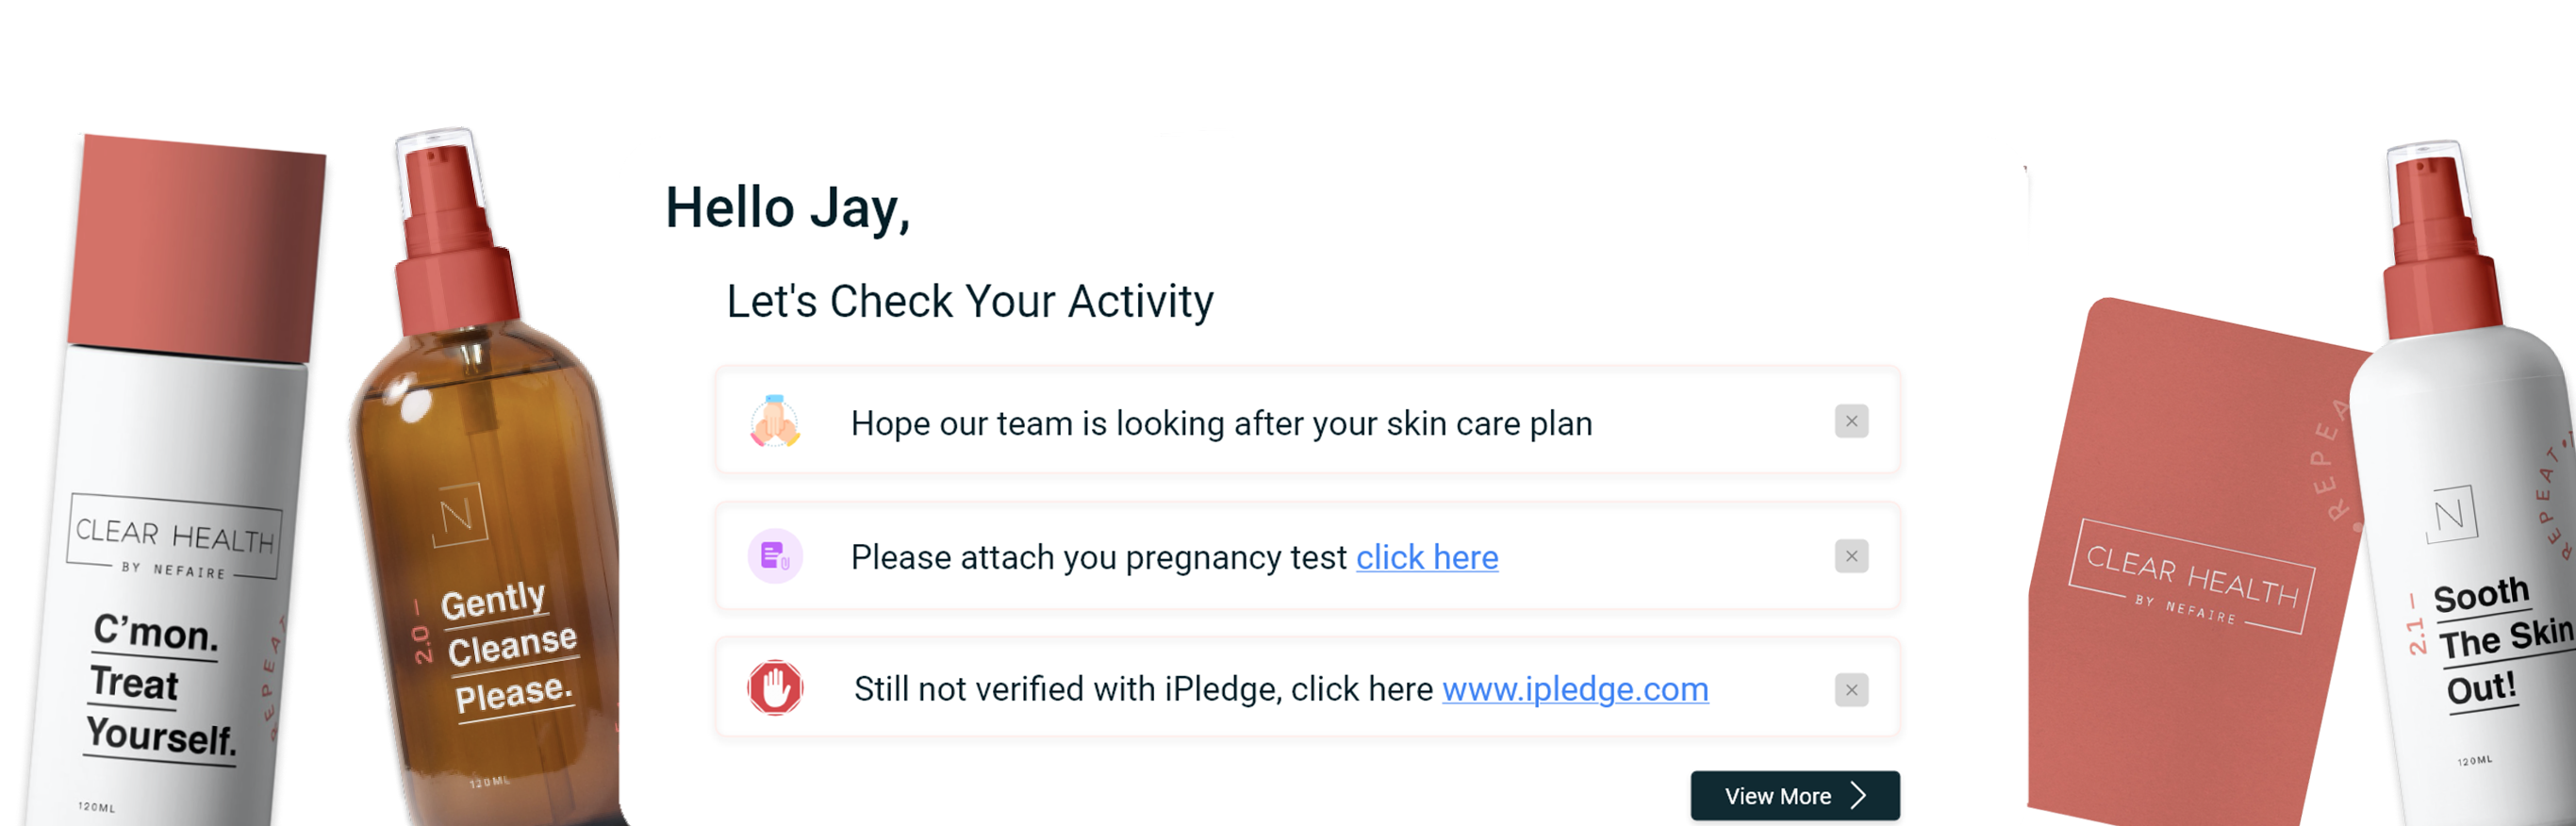 CLEAR HEALTH
BY NEFAIRE
C'mon.
Treat
Yourself.
REPEAT
120ML
N
2.0 –
Gently
Cleanse
Please.
120ML
Hello Jay,
Let's Check Your Activity
Hope our team is looking after your skin care plan
Please attach you pregnancy test click here
Still not verified with iPledge, click here www.ipledge.com
View More
CLEAR HEALTH
BY NEFAIRE
REPEA
N
REPEAT
2.1 –
Sooth
The Skin
Out!
120ML